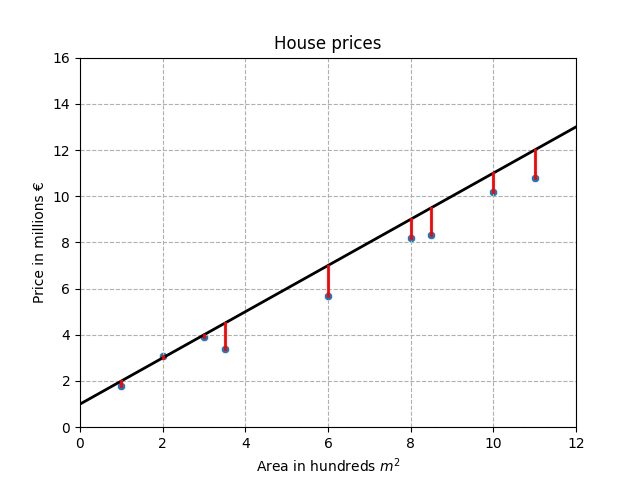 House prices
16
14
12
10
8
6
4
2
0
Price in millions €
0 2 4 6 8 10 12
Area in hundreds m²